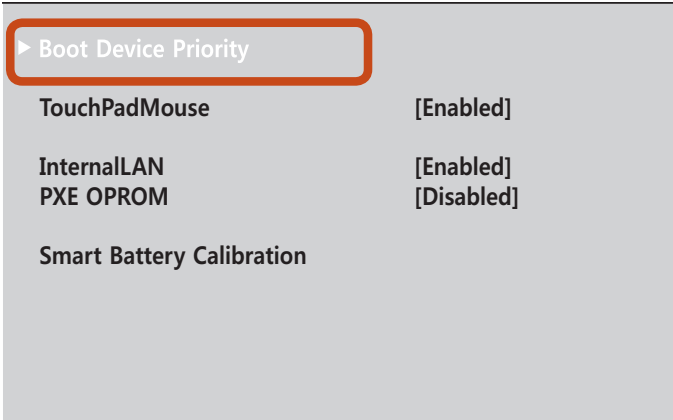 Boot Device Priority
TouchPadMouse [Enabled]
InternalLAN [Enabled]
PXE OPROM [Disabled]
Smart Battery Calibration